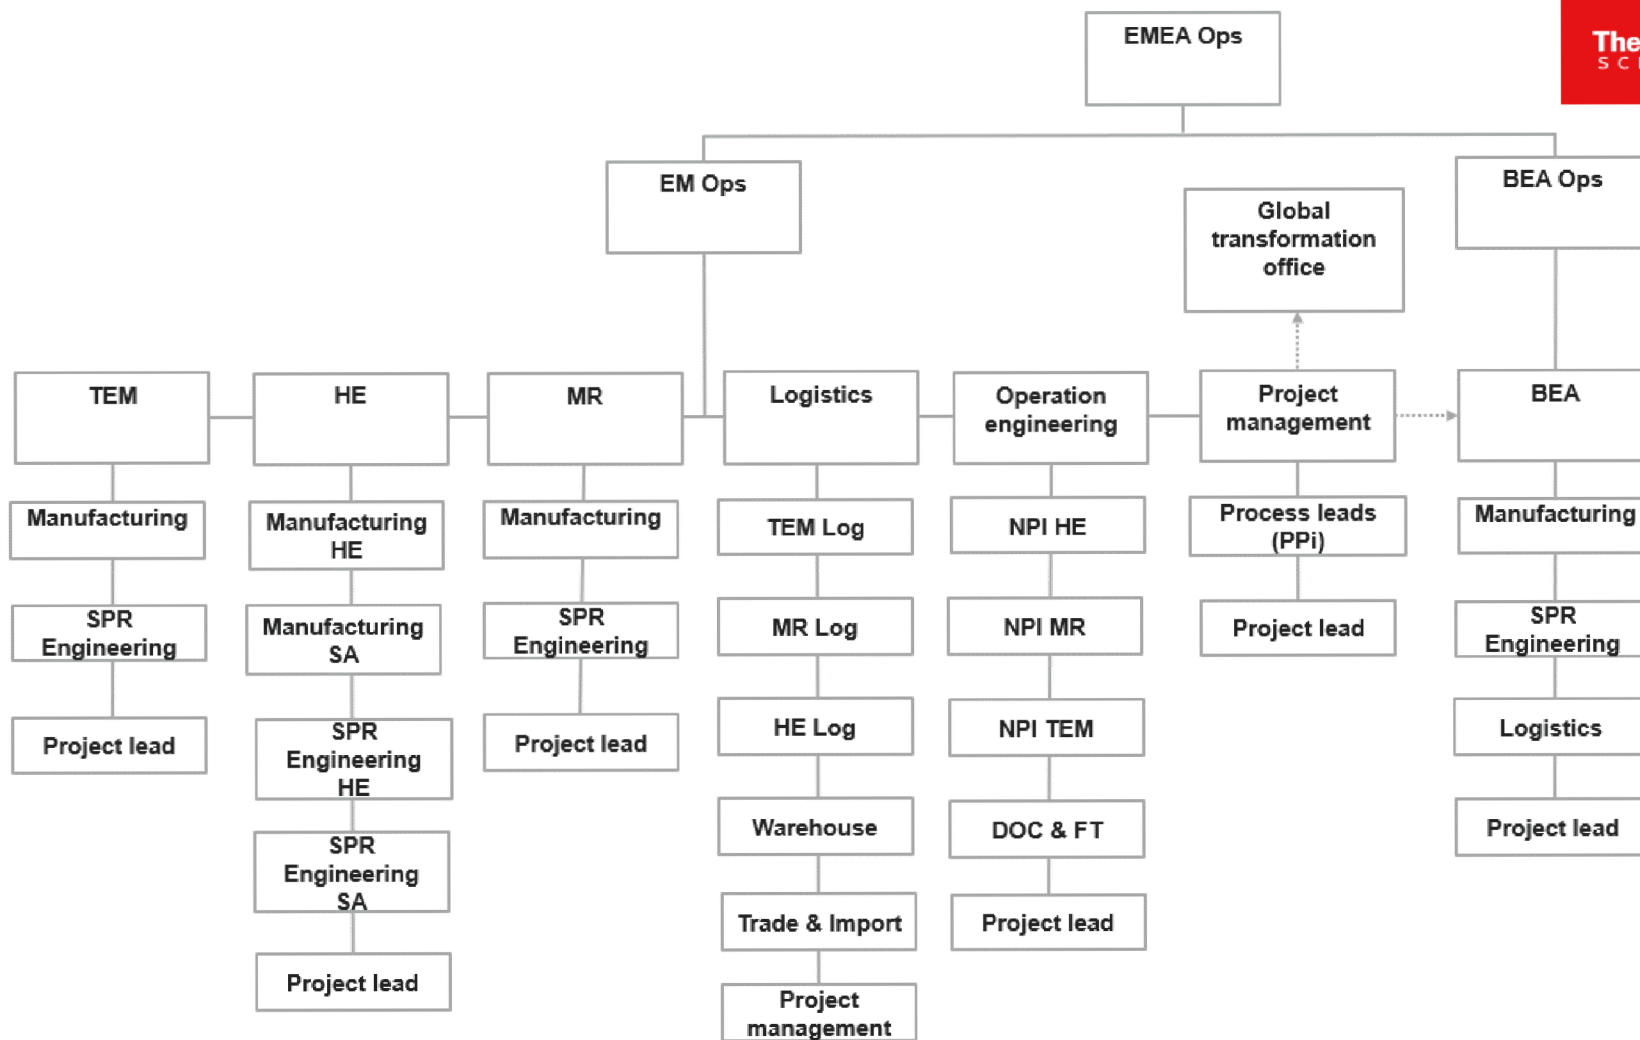 EMEA Ops
The
SC
EM Ops
BEA Ops
Global
transformation
office
TEM
HE
MR
Logistics
Operation
engineering
Project
management
BEA
Manufacturing
SPR
Engineering
Project lead
Manufacturing
HE
Manufacturing
SA
SPR
Engineering
HE
SPR
Engineering
SA
Project lead
Manufacturing
SPR
Engineering
Project lead
TEM Log
MR Log
HE Log
Warehouse
Trade & Import
Project
management
NPI HE
NPI MR
NPI TEM
DOC & FT
Project lead
Process leads
(PPi)
Project lead
Manufacturing
SPR
Engineering
Logistics
Project lead